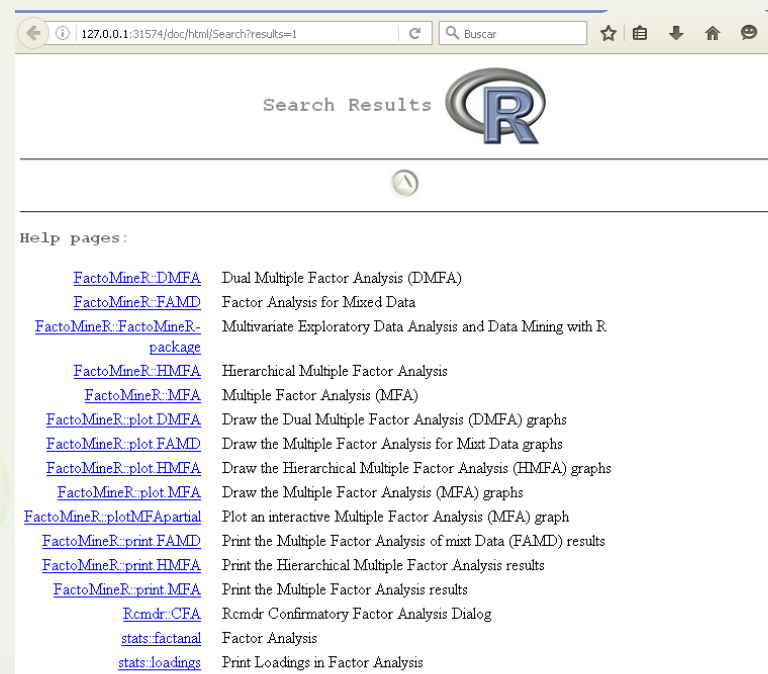 127.0.0.1:31574/doc/html/Search?results=1 Buscar
Search Results R
Help pages:
FactoMineR::DMFA Dual Multiple Factor Analysis (DMFA)
FactoMineR::FAMD Factor Analysis for Mixed Data
FactoMineR::FactoMineR- Multivariate Exploratory Data Analysis and Data Mining with R
package
FactoMineR::HMFA Hierarchical Multiple Factor Analysis
FactoMineR::MFA Multiple Factor Analysis (MFA)
FactoMineR::plot.DMFA Draw the Dual Multiple Factor Analysis (DMFA) graphs
FactoMineR::plot.FAMD Draw the Multiple Factor Analysis for Mixt Data graphs
FactoMineR::plot.HMFA Draw the Hierarchical Multiple Factor Analysis (HMFA) graphs
FactoMineR::plot.MFA Draw the Multiple Factor Analysis (MFA) graphs
FactoMineR::plotMFApartial Plot an interactive Multiple Factor Analysis (MFA) graph
FactoMineR::print.FAMD Print the Multiple Factor Analysis of mixt Data (FAMD) results
FactoMineR::print.HMFA Print the Hierarchical Multiple Factor Analysis results
FactoMineR::print.MFA Print the Multiple Factor Analysis results
Rcmdr::CFA Rcmdr Confirmatory Factor Analysis Dialog
stats::factanal Factor Analysis
stats::loadings Print Loadings in Factor Analysis